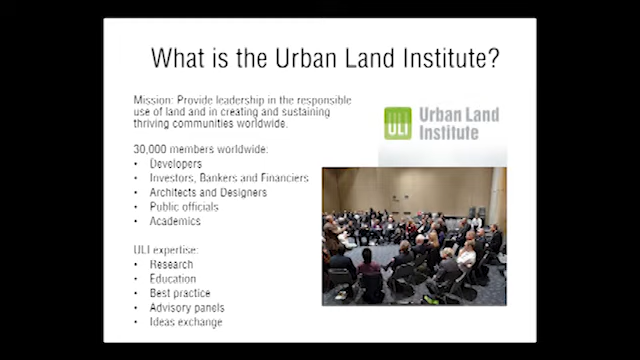 What is the Urban Land Institute?
Mission: Provide leadership in the responsible
use of land and in creating and sustaining
thriving communities worldwide.
30,000 members worldwide:
• Developers
• Investors, Bankers and Financiers
• Architects and Designers
• Public officials
• Academics
ULI expertise:
• Research
• Education
• Best practice
• Advisory panels
• Ideas exchange
ULI
Urban Land
Institute